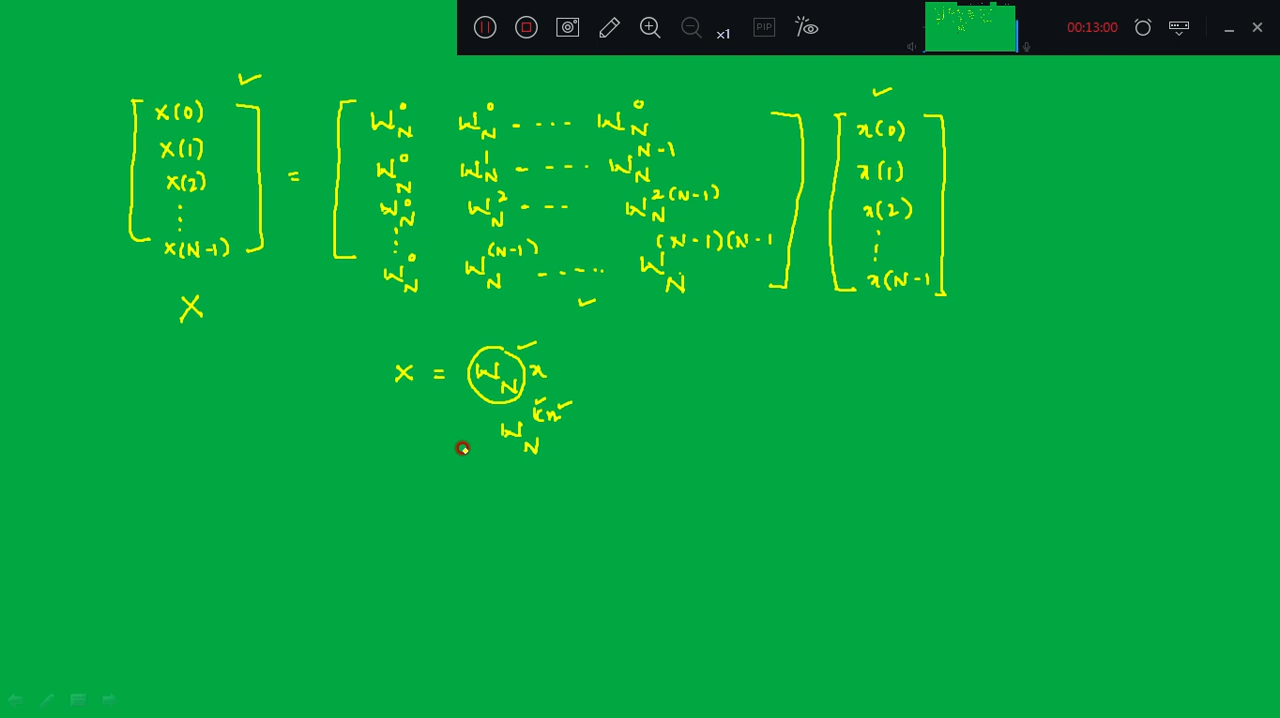 x1 PIP 00:13:00
[X(0) X(1) X(2) ⋮ X(N-1)] = [W_N^0 W_N^0 - ---- W_N^0
W_N^0 W_N^1 - ---- W_N^{N-1}
W_N^0 W_N^2 - -- W_N^{2(N-1)}
⋮
W_N^0 W_N^{(N-1)} - ---- W_N^{(N-1)(N-1}] [x(0) x(1) x(2) ⋮ x(N-1]
X
X = W_N x
W_N^{kn}